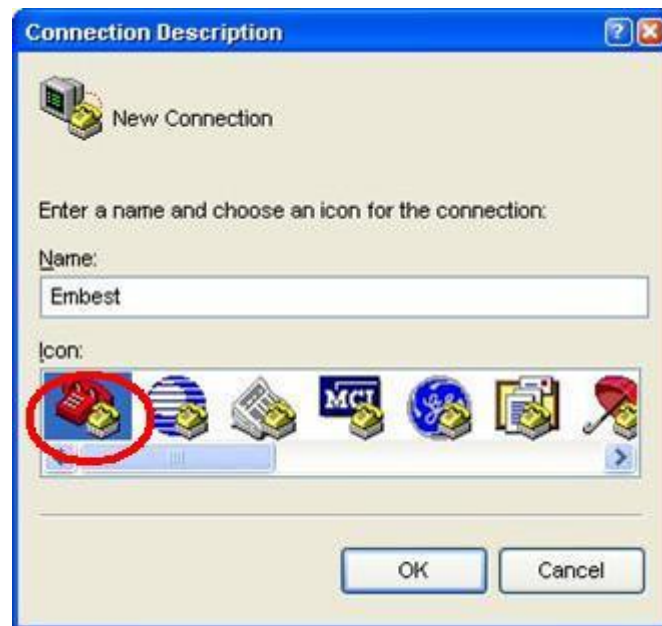 Connection Description
New Connection
Enter a name and choose an icon for the connection:
Name:
Embest
Icon:
MCI
OK
Cancel